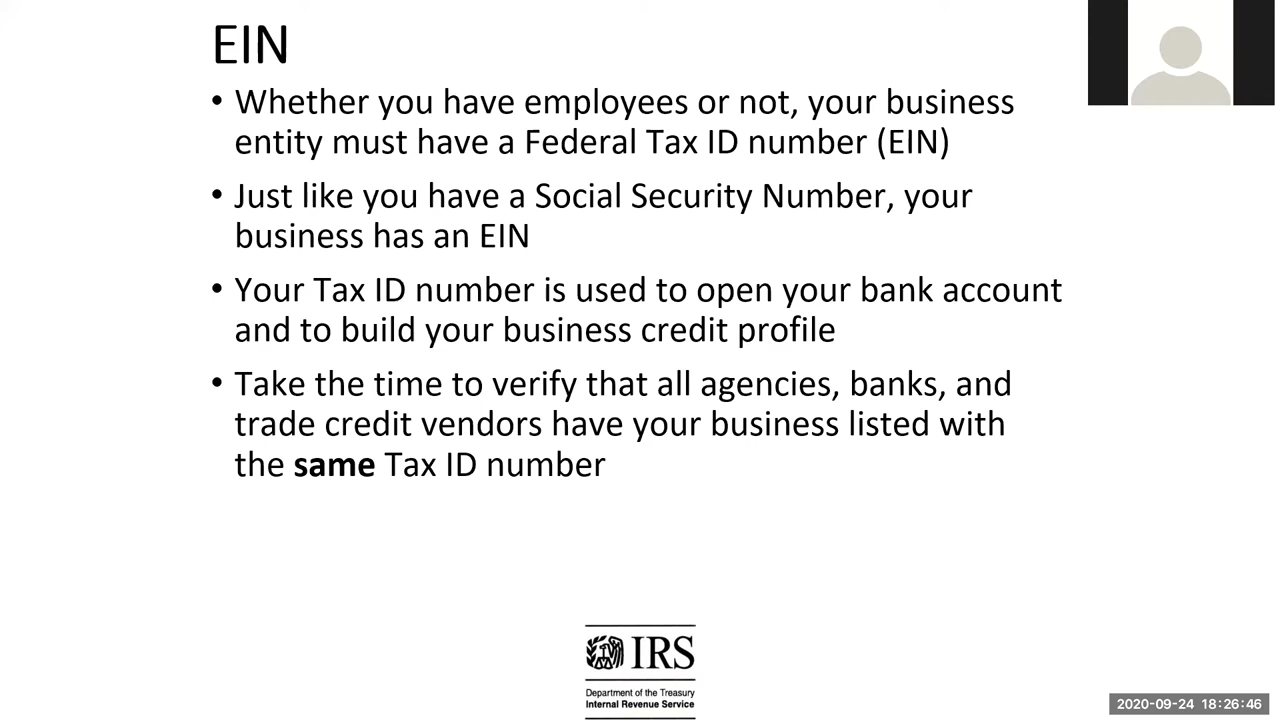 EIN
• Whether you have employees or not, your business
entity must have a Federal Tax ID number (EIN)
• Just like you have a Social Security Number, your
business has an EIN
• Your Tax ID number is used to open your bank account
and to build your business credit profile
• Take the time to verify that all agencies, banks, and
trade credit vendors have your business listed with
the same Tax ID number
IRS
Department of the Treasury
Internal Revenue Service
2020-09-24 18:26:46